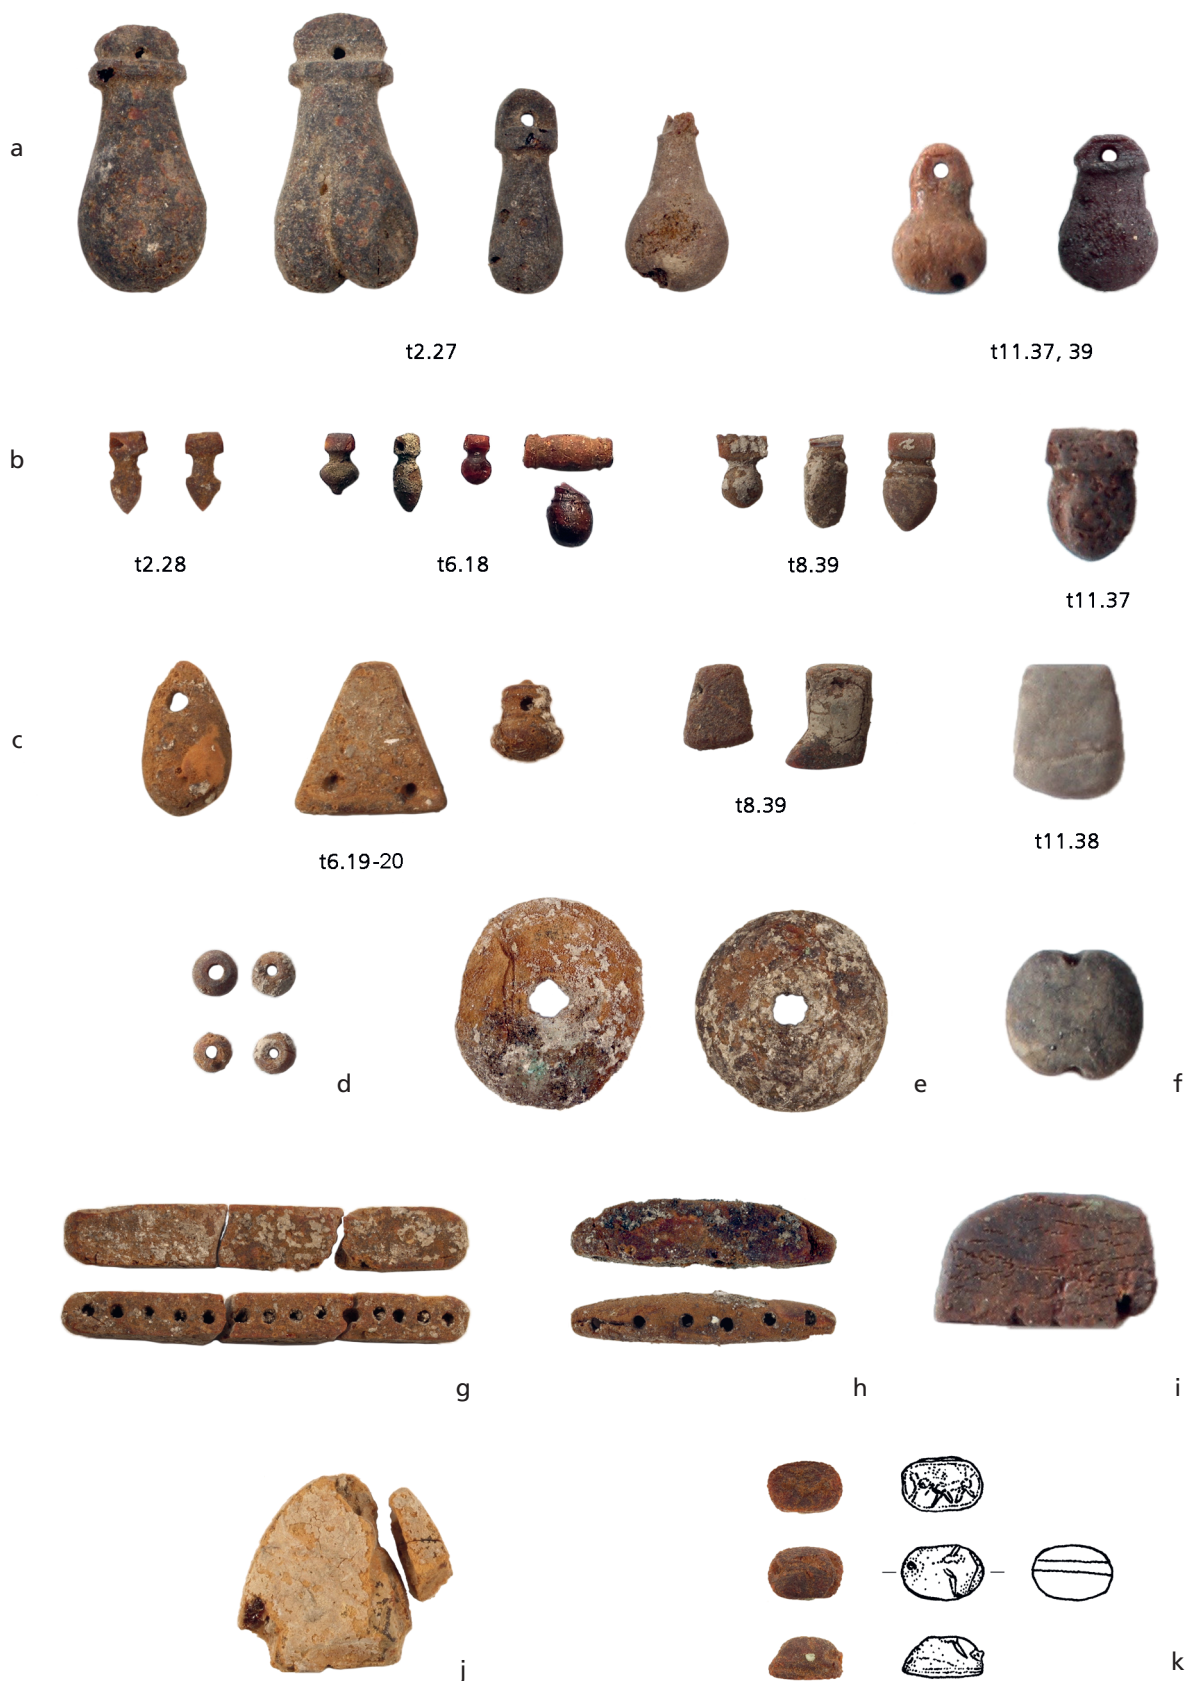 a
t2.27
t11.37, 39
b
t2.28
t6.18
t8.39
t11.37
c
t6.19-20
t8.39
t11.38
d
e
f
g
h
i
j
k